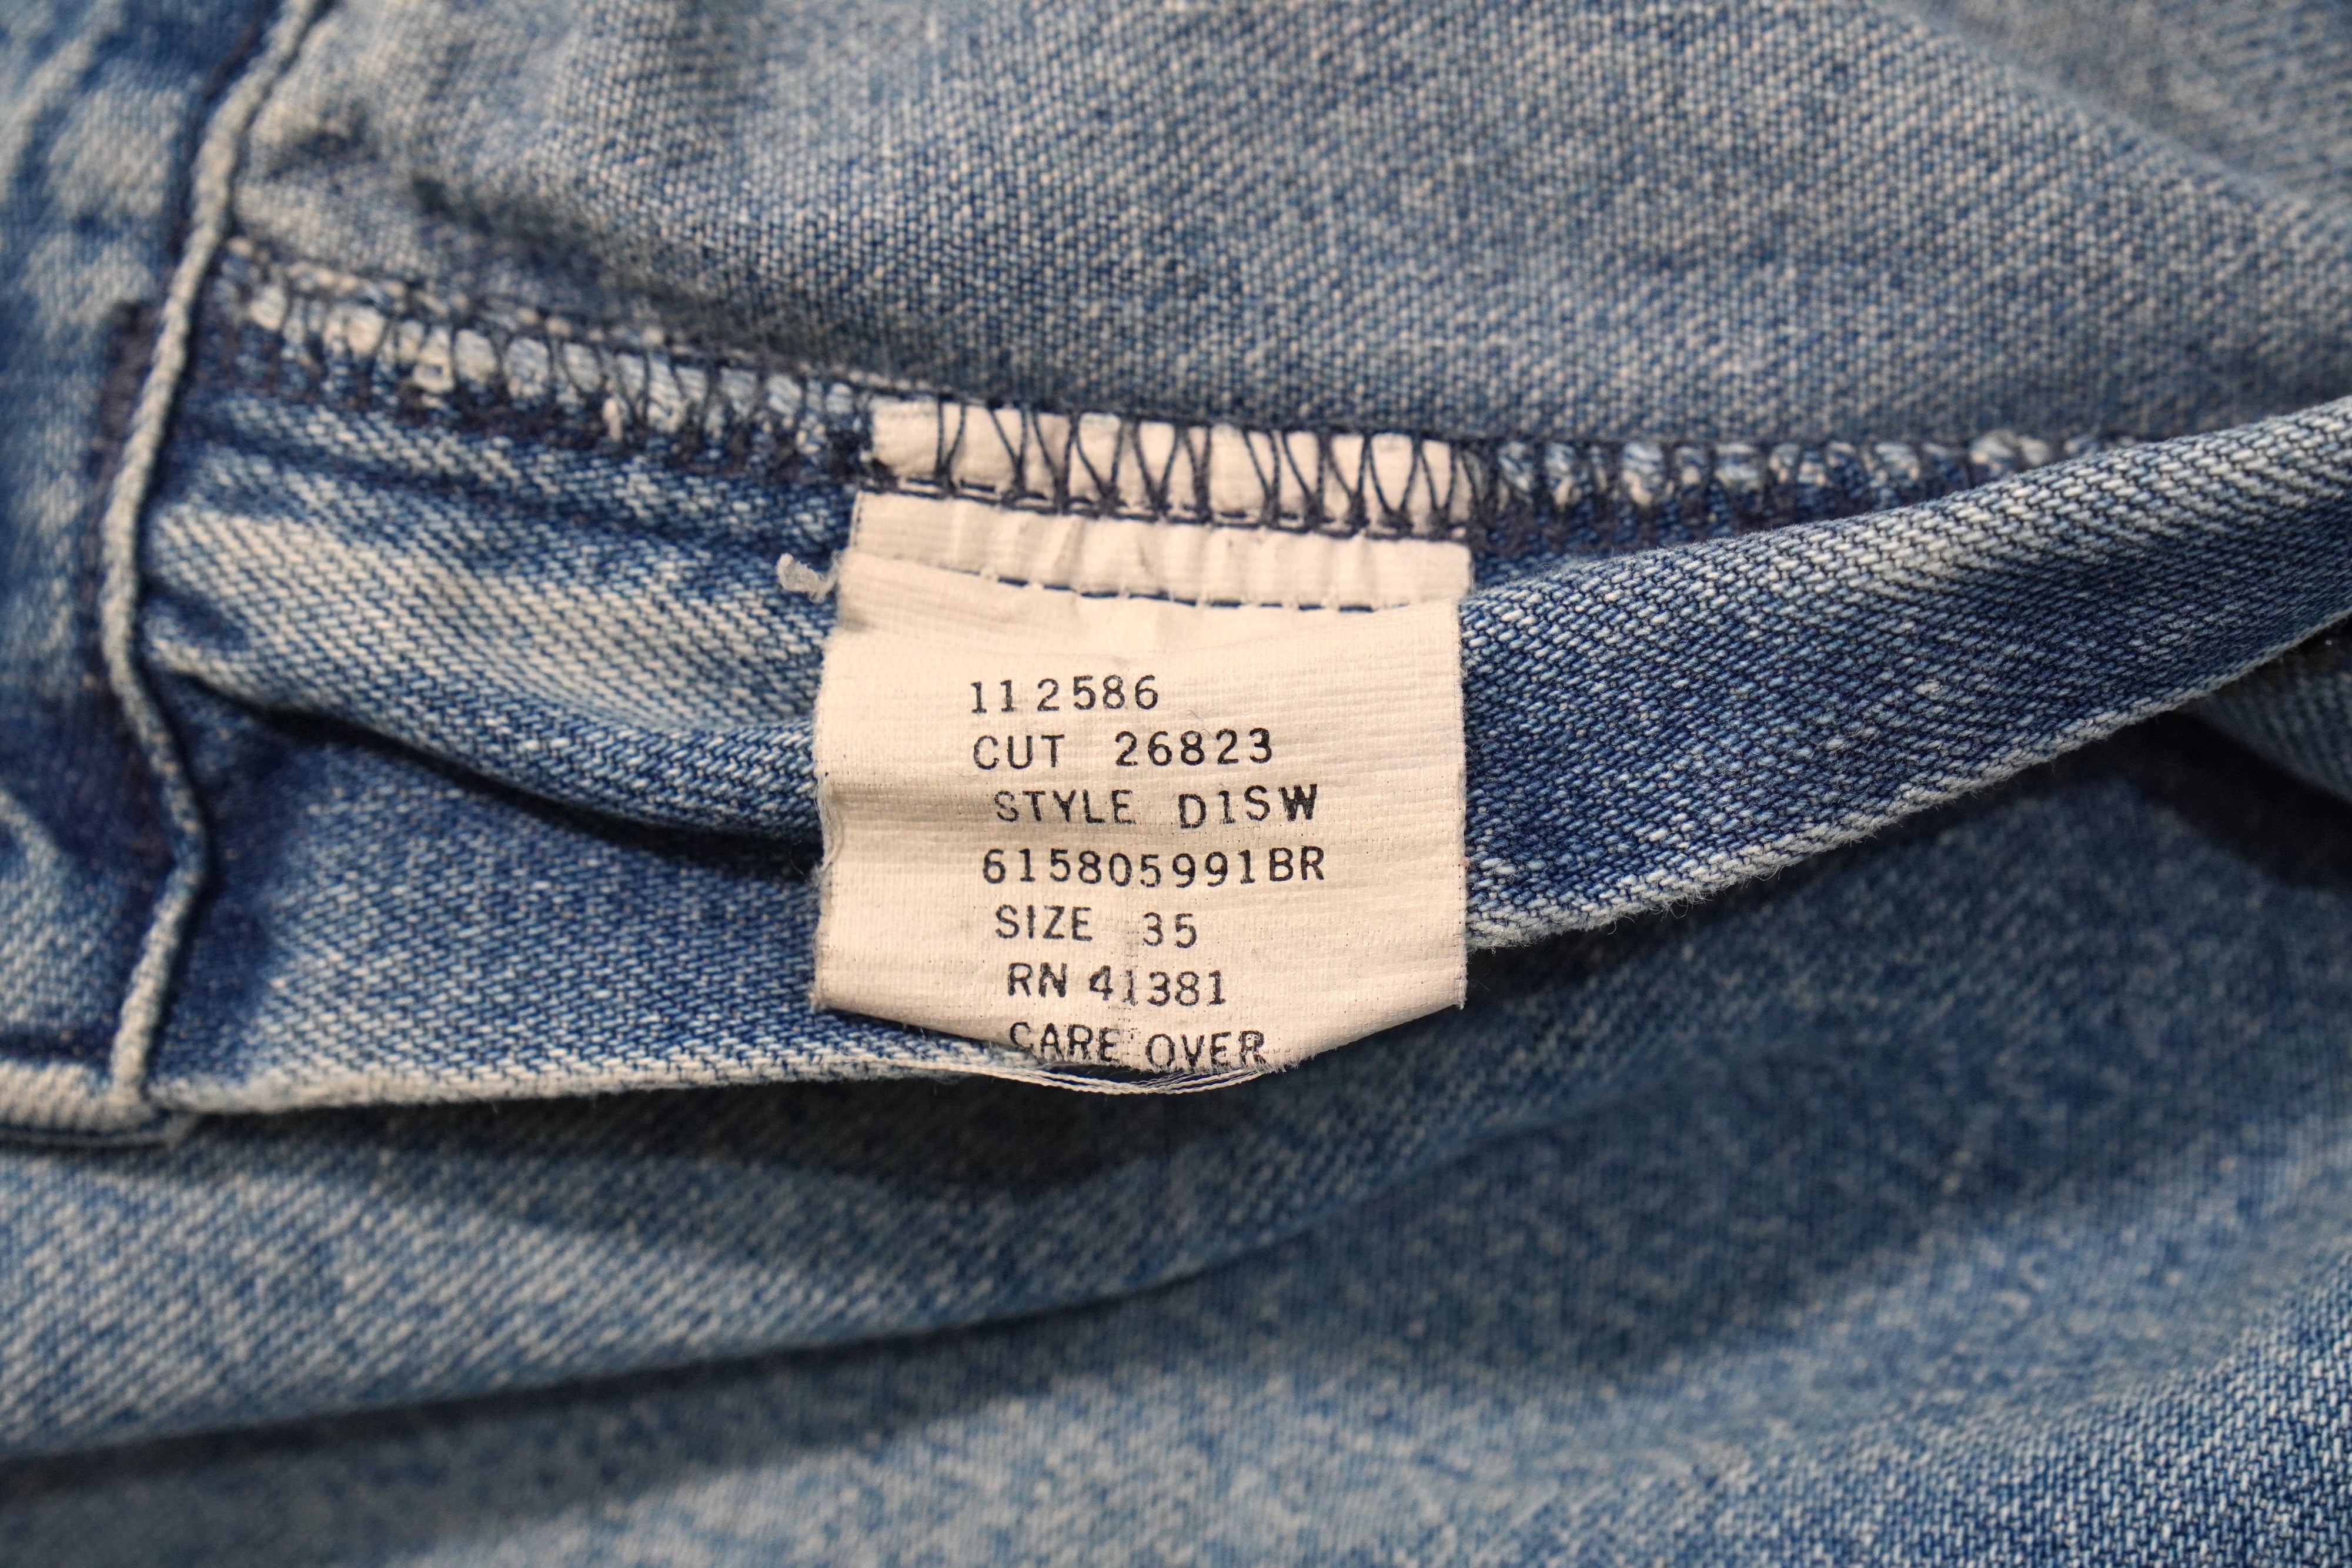 112586
CUT 26823
STYLE D1SW
615805991BR
SIZE 35
RN 41381
CARE OVER